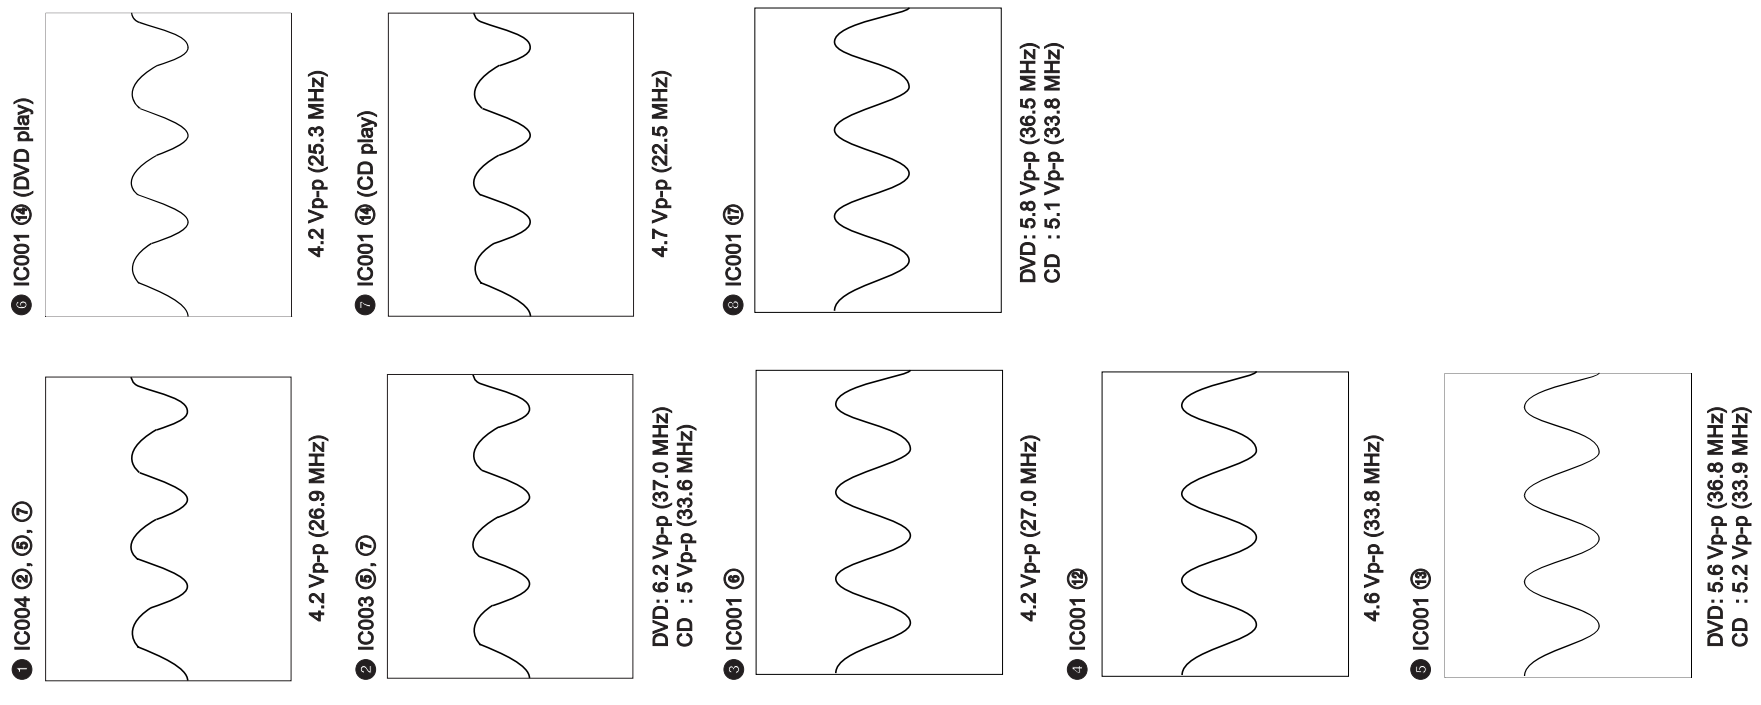 ❶ IC004 ②, ⑤, ⑦
4.2 Vp-p (26.9 MHz)
❷ IC003 ⑤, ⑦
DVD: 6.2 Vp-p (37.0 MHz)
CD : 5 Vp-p (33.6 MHz)
❸ IC001 ⑥
4.2 Vp-p (27.0 MHz)
❹ IC001 ⑫
4.6 Vp-p (33.8 MHz)
❺ IC001 ⑬
DVD: 5.6 Vp-p (36.8 MHz)
CD : 5.2 Vp-p (33.9 MHz)
❻ IC001 ⑭ (DVD play)
4.2 Vp-p (25.3 MHz)
❼ IC001 ⑭ (CD play)
4.7 Vp-p (22.5 MHz)
❽ IC001 ⑰
DVD: 5.8 Vp-p (36.5 MHz)
CD : 5.1 Vp-p (33.8 MHz)